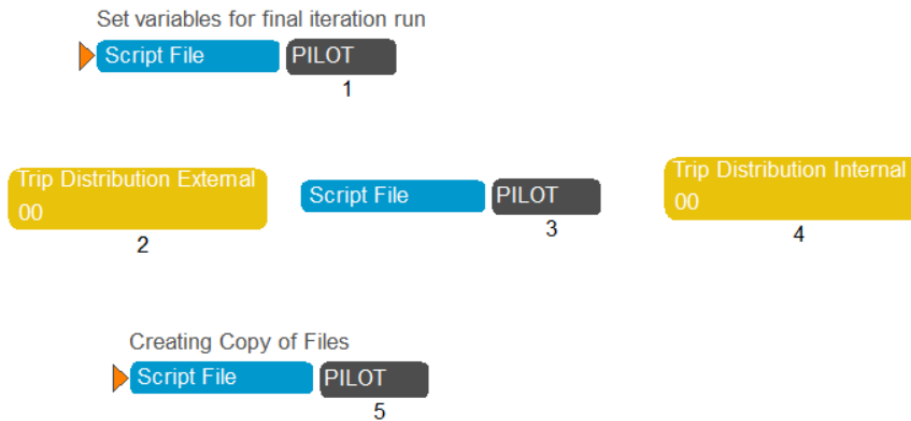 Set variables for final iteration run
Script File PILOT
1
Trip Distribution External
00
2
Script File PILOT
3
Trip Distribution Internal
00
4
Creating Copy of Files
Script File PILOT
5